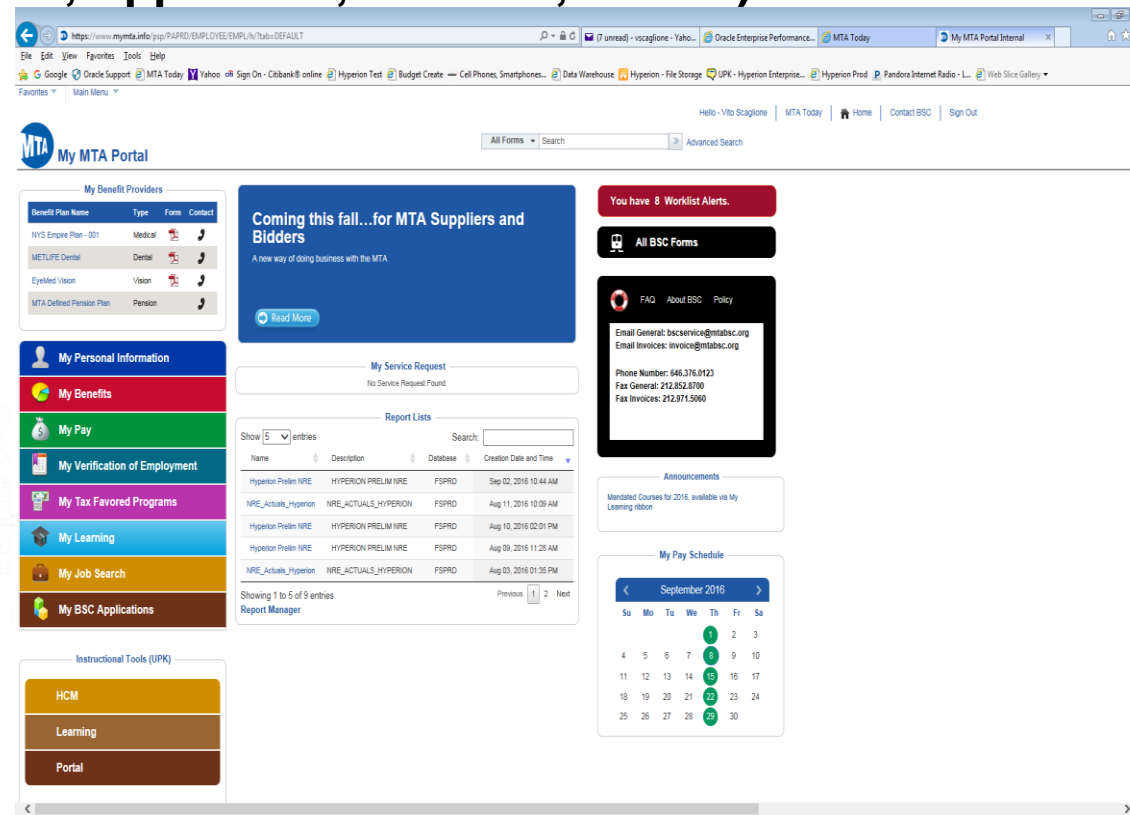 https://www.mymta.info/psp/PAPRD/EMPLOYEE/EMPL/h/?tab=DEFAULT
(7 unread) - vscaglione - Yaho...
Oracle Enterprise Performance...
MTA Today
My MTA Portal Internal
File Edit View Favorites Tools Help
Google Oracle Support MTA Today Yahoo Sign On - Citibank® online Hyperion Test Budget Create Cell Phones, Smartphones... Data Warehouse Hyperion - File Storage UPK - Hyperion Enterprise... Hyperion Prod Pandora Internet Radio - L... Web Slice Gallery
Favorites Main Menu
Hello - Vito Scaglione MTA Today Home Contact BSC Sign Out
MTA My MTA Portal
All Forms Search Advanced Search
My Benefit Providers
Benefit Plan Name Type Form Contact
NYS Empire Plan - 001 Medical
METLIFE Dental Dental
EyeMed Vision Vision
MTA Defined Pension Plan Pension
My Personal Information
My Benefits
My Pay
My Verification of Employment
My Tax Favored Programs
My Learning
My Job Search
My BSC Applications
Instructional Tools (UPK)
HCM
Learning
Portal
Coming this fall…for MTA Suppliers and
Bidders
A new way of doing business with the MTA
Read More
My Service Request
No Service Request Found.
Report Lists
Show 5 entries Search:
Name Description Database Creation Date and Time
Hyperion Prelim NRE HYPERION PRELIM NRE FSPRD Sep 02, 2016 10:44 AM
NRE_Actuals_Hyperion NRE_ACTUALS_HYPERION FSPRD Aug 11, 2016 10:09 AM
Hyperion Prelim NRE HYPERION PRELIM NRE FSPRD Aug 10, 2016 02:01 PM
Hyperion Prelim NRE HYPERION PRELIM NRE FSPRD Aug 09, 2016 11:28 AM
NRE_Actuals_Hyperion NRE_ACTUALS_HYPERION FSPRD Aug 03, 2016 01:35 PM
Showing 1 to 5 of 9 entries Previous 1 2 Next
Report Manager
You have 8 Worklist Alerts.
All BSC Forms
FAQ About BSC Policy
Email General: bscservice@mtabsc.org
Email Invoices: invoice@mtabsc.org
Phone Number: 646.376.0123
Fax General: 212.852.8700
Fax Invoices: 212.971.5060
Announcements
Mandated Courses for 2016, available via My
Learning ribbon
My Pay Schedule
September 2016
Su Mo Tu We Th Fr Sa
1 2 3
4 5 6 7 8 9 10
11 12 13 14 15 16 17
18 19 20 21 22 23 24
25 26 27 28 29 30